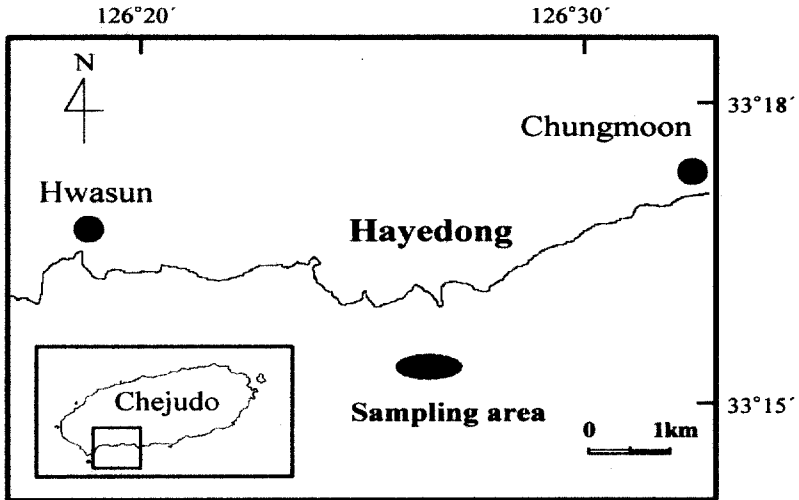 126°20′
126°30′
N
33°18′
Chungmoon
Hwasun
Hayedong
Chejudo
33°15′
Sampling area
0 1km